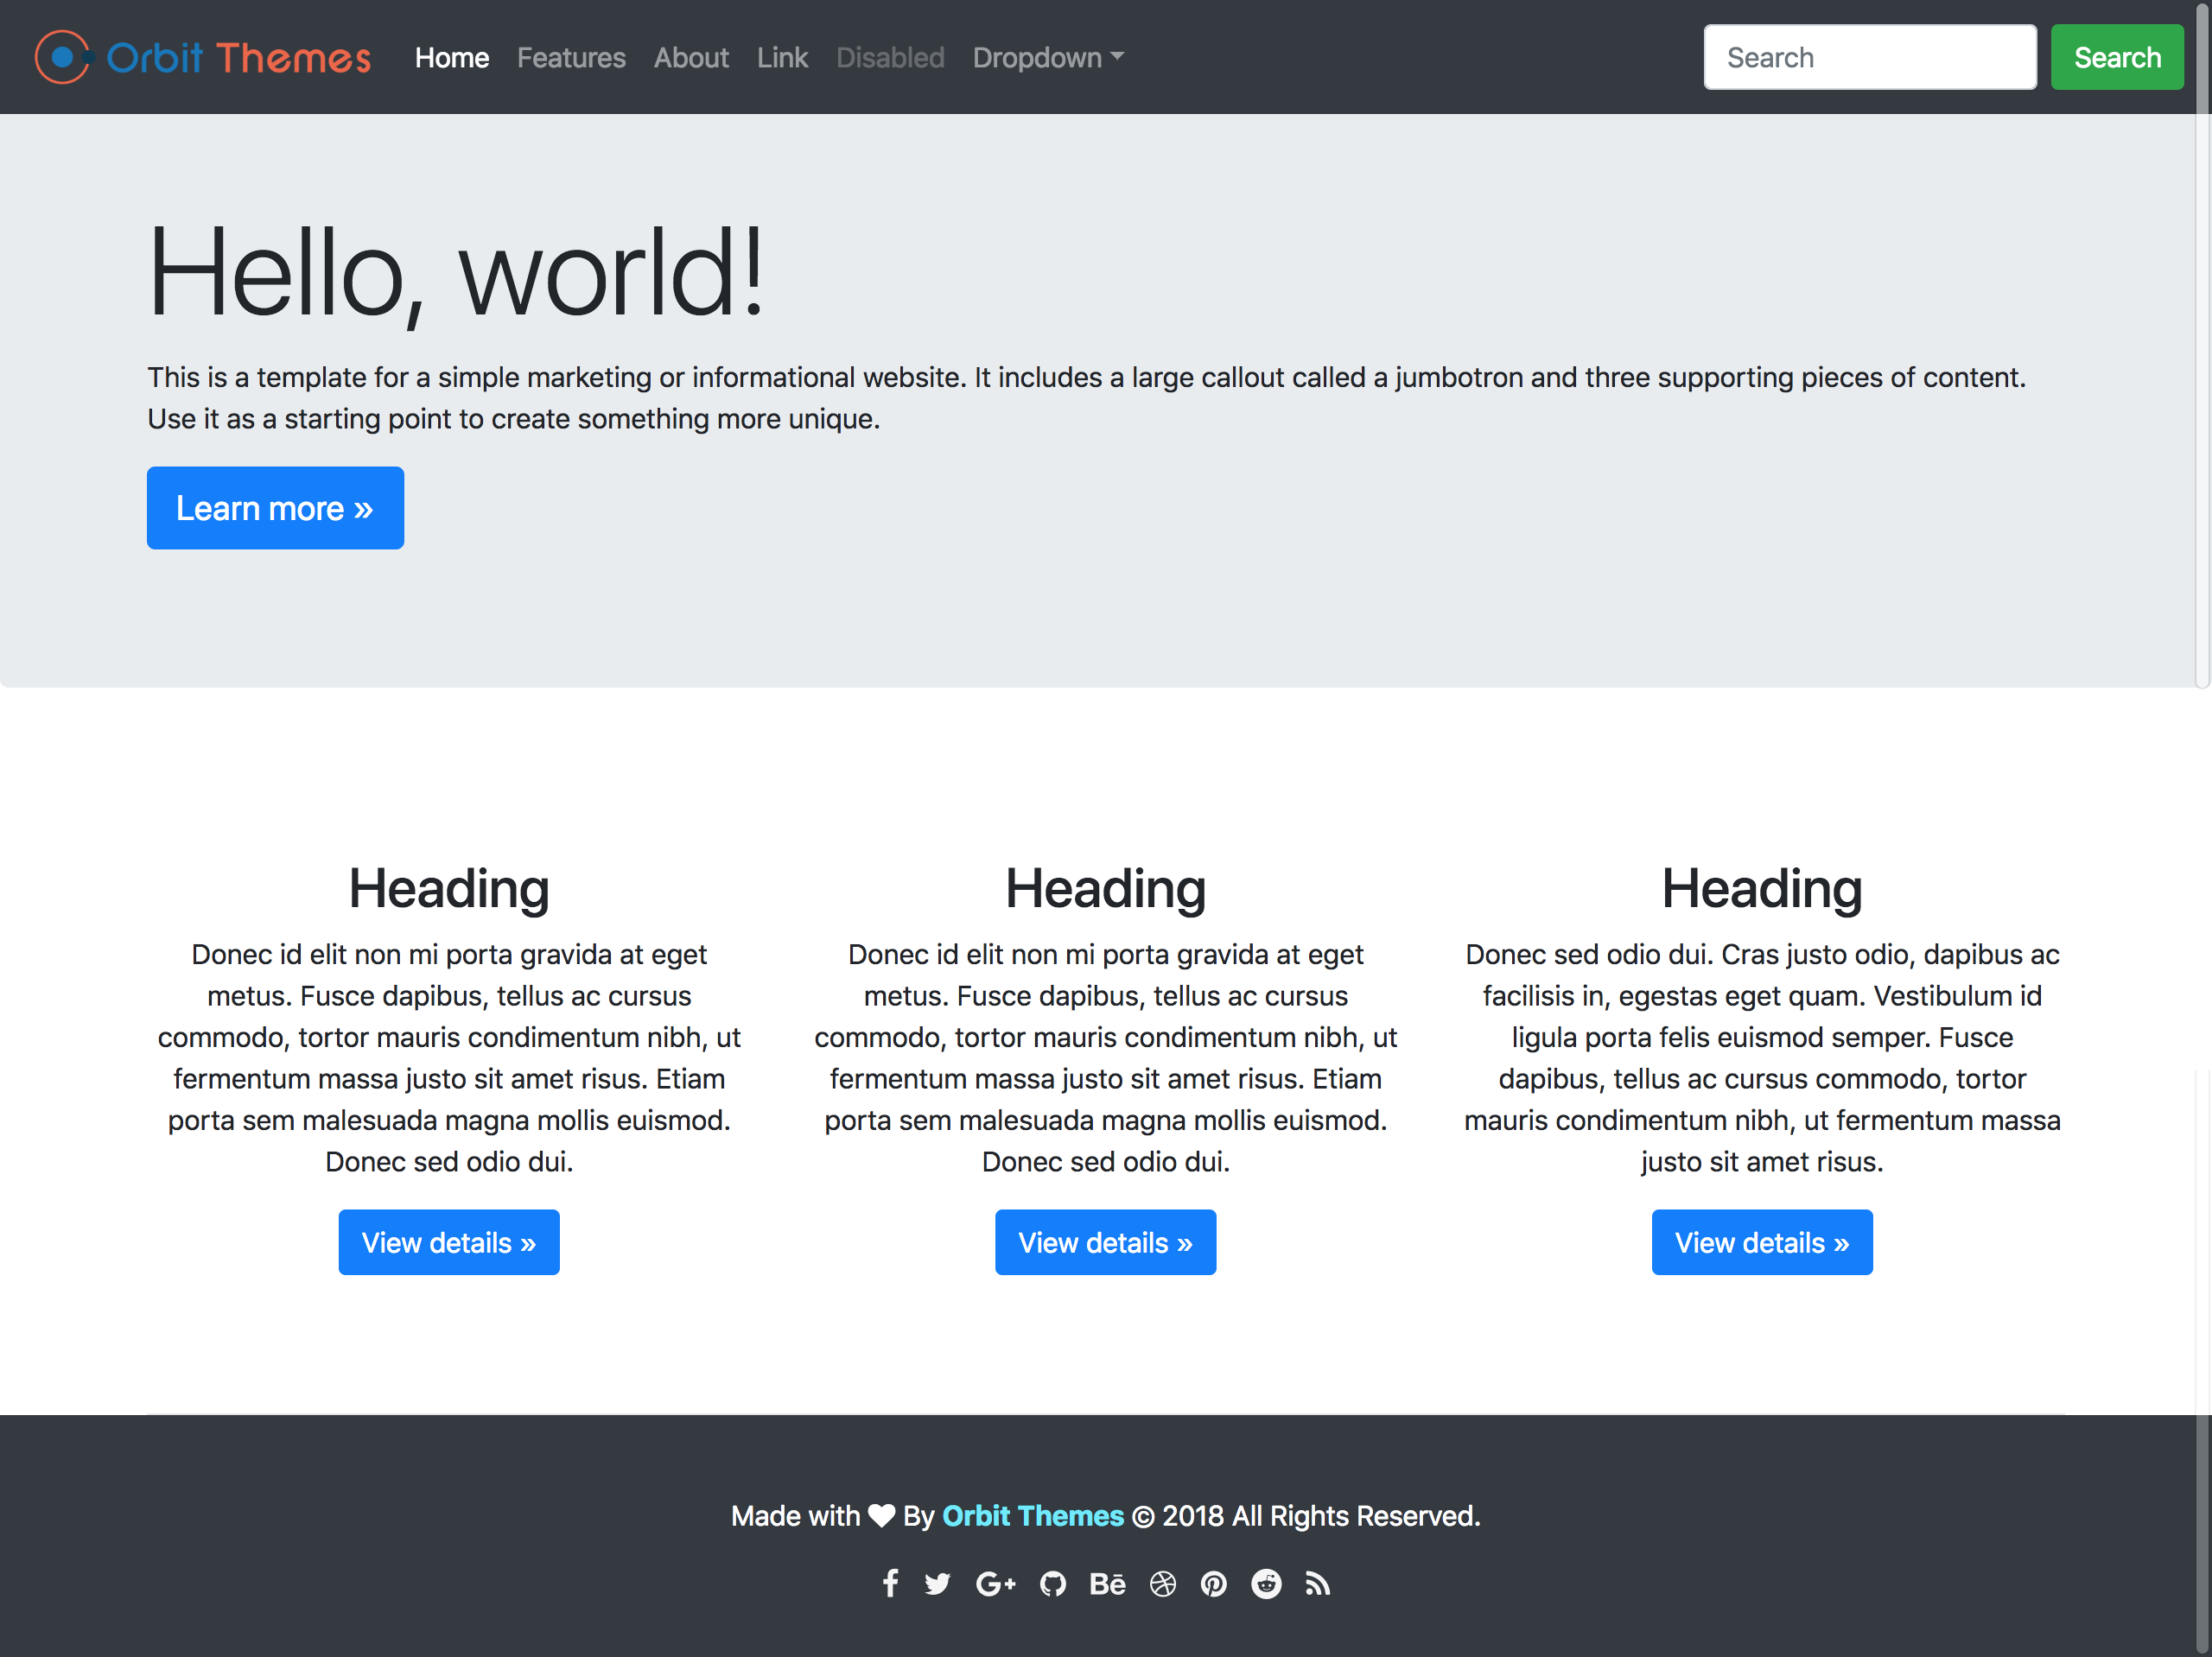 Orbit Themes
Home Features About Link Disabled Dropdown
Search
Search
Hello, world!
This is a template for a simple marketing or informational website. It includes a large callout called a jumbotron and three supporting pieces of content.
Use it as a starting point to create something more unique.
Learn more »
Heading
Donec id elit non mi porta gravida at eget
metus. Fusce dapibus, tellus ac cursus
commodo, tortor mauris condimentum nibh, ut
fermentum massa justo sit amet risus. Etiam
porta sem malesuada magna mollis euismod.
Donec sed odio dui.
View details »
Heading
Donec id elit non mi porta gravida at eget
metus. Fusce dapibus, tellus ac cursus
commodo, tortor mauris condimentum nibh, ut
fermentum massa justo sit amet risus. Etiam
porta sem malesuada magna mollis euismod.
Donec sed odio dui.
View details »
Heading
Donec sed odio dui. Cras justo odio, dapibus ac
facilisis in, egestas eget quam. Vestibulum id
ligula porta felis euismod semper. Fusce
dapibus, tellus ac cursus commodo, tortor
mauris condimentum nibh, ut fermentum massa
justo sit amet risus.
View details »
Made with ♥ By Orbit Themes © 2018 All Rights Reserved.